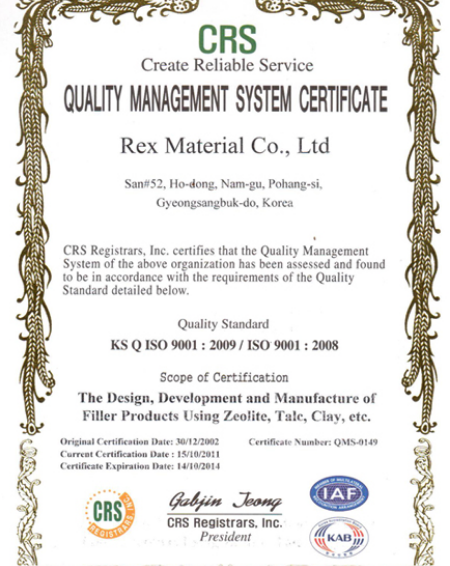 CRS
Create Reliable Service
QUALITY MANAGEMENT SYSTEM CERTIFICATE
Rex Material Co., Ltd
San#52, Ho-dong, Nam-gu, Pohang-si,
Gyeongsangbuk-do, Korea
CRS Registrars, Inc. certifies that the Quality Management
System of the above organization has been assessed and found
to be in accordance with the requirements of the Quality
Standard detailed below.
Quality Standard
KS Q ISO 9001 : 2009 / ISO 9001 : 2008
Scope of Certification
The Design, Development and Manufacture of
Filler Products Using Zeolite, Talc, Clay, etc.
Original Certification Date: 30/12/2002
Certificate Number: QMS-0149
Current Certification Date : 15/10/2011
Certificate Expiration Date: 14/10/2014
CRS
REGISTRARS, INC.
Gabjin Jeong
CRS Registrars, Inc.
President
IAF
KAB